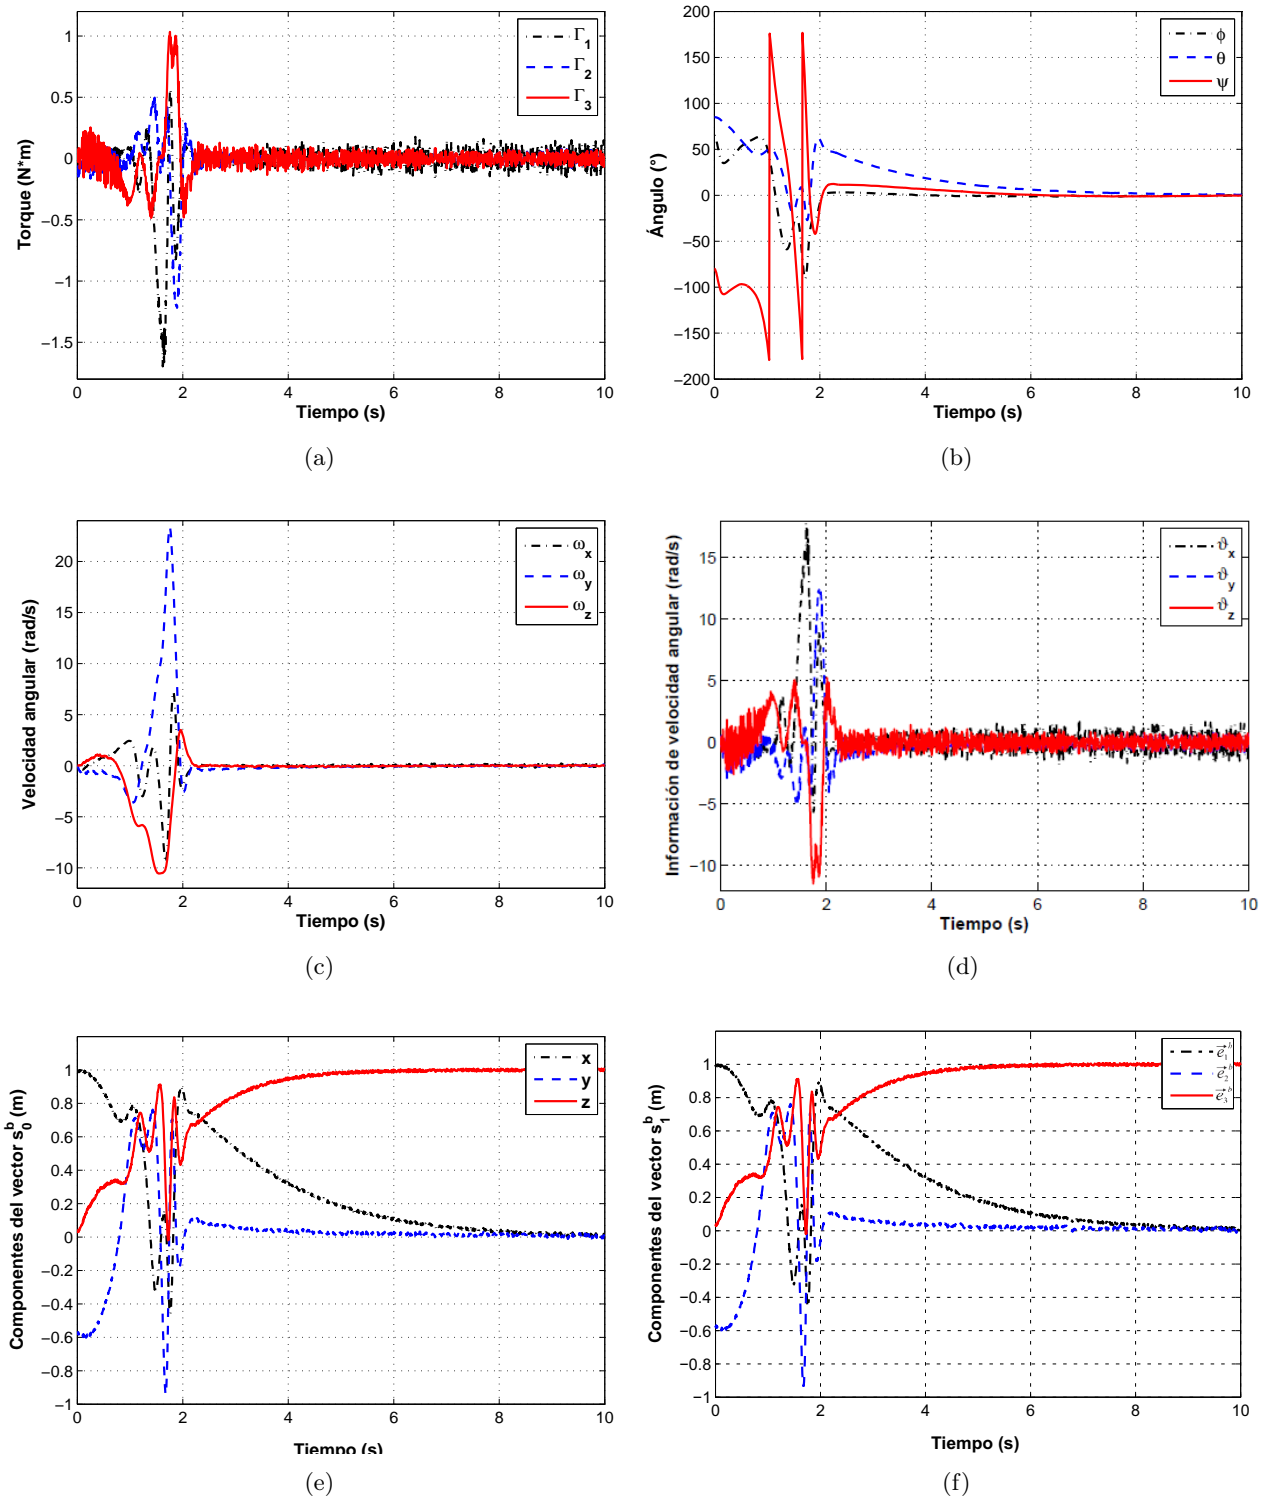 1
0.5
0
−0.5
−1
−1.5
Torque (N*m)
Γ1
Γ2
Γ3
0 2 4 6 8 10
Tiempo (s)
(a)
200
150
100
50
0
−50
−100
−150
−200
Ángulo (°)
ϕ
θ
ψ
0 2 4 6 8 10
Tiempo (s)
(b)
20
15
10
5
0
−5
−10
Velocidad angular (rad/s)
ωx
ωy
ωz
0 2 4 6 8 10
Tiempo (s)
(c)
15
10
5
0
−5
−10
Información de velocidad angular (rad/s)
ϑx
ϑy
ϑz
0 2 4 6 8 10
Tiempo (s)
(d)
1
0.8
0.6
0.4
0.2
0
−0.2
−0.4
−0.6
−0.8
−1
Componentes del vector s_0^b (m)
x
y
z
0 2 4 6 8 10
Tiempo (s)
(e)
1
0.8
0.6
0.4
0.2
0
−0.2
−0.4
−0.6
−0.8
−1
Componentes del vector s_1^b (m)
e⃗_1^b
e⃗_2^b
e⃗_3^b
0 2 4 6 8 10
Tiempo (s)
(f)